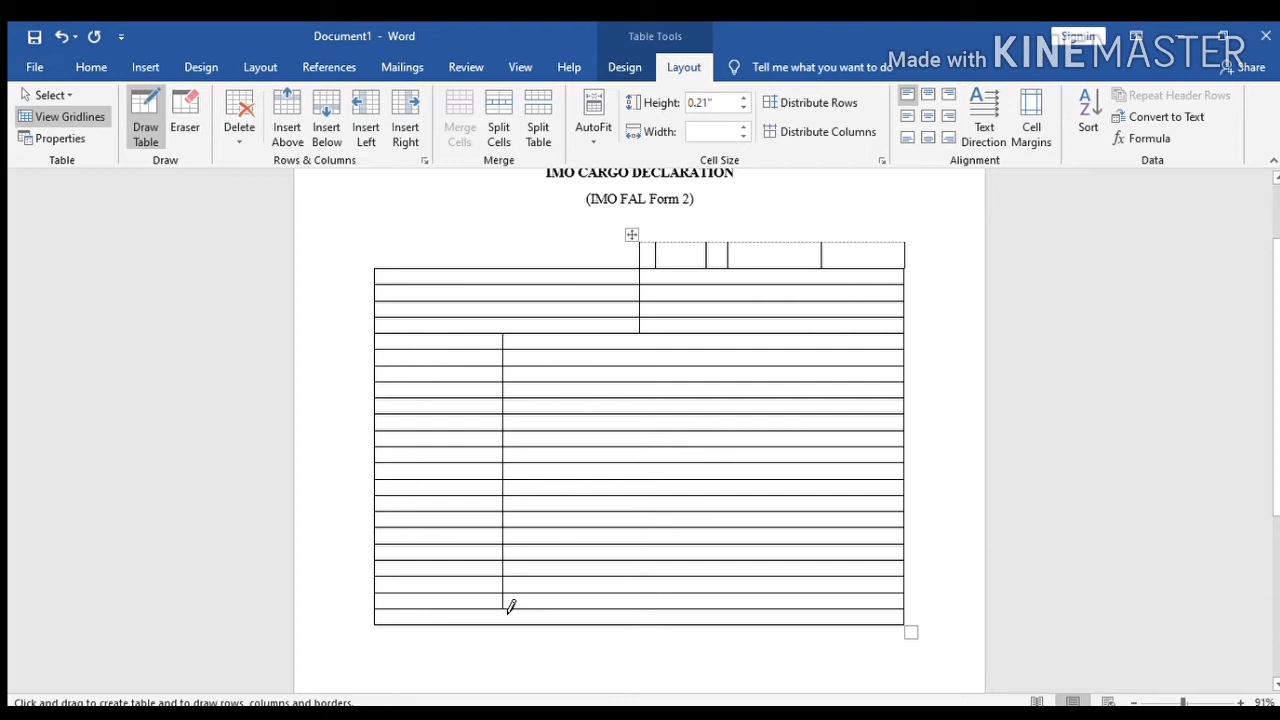 Document1 - Word
Table Tools
Sign in
Made with KINEMASTER
File Home Insert Design Layout References Mailings Review View Help Design Layout Tell me what you want to do Share
Select
View Gridlines
Properties
Table
Draw Table
Eraser
Draw
Delete
Insert Above
Insert Below
Insert Left
Insert Right
Rows & Columns
Merge Cells
Split Cells
Split Table
Merge
AutoFit
Height: 0.21"
Width:
Distribute Rows
Distribute Columns
Cell Size
Text Direction
Cell Margins
Alignment
Sort
Repeat Header Rows
Convert to Text
Formula
Data
IMO CARGO DECLARATION
(IMO FAL Form 2)
Click and drag to create table and to draw rows, columns and borders.
91%